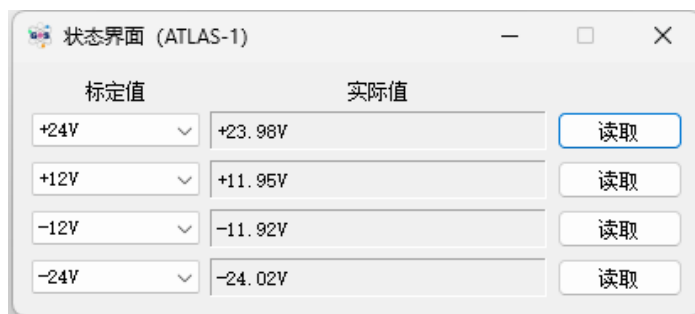 状态界面 (ATLAS-1)
标定值 实际值
+24V +23.98V 读取
+12V +11.95V 读取
-12V -11.92V 读取
-24V -24.02V 读取